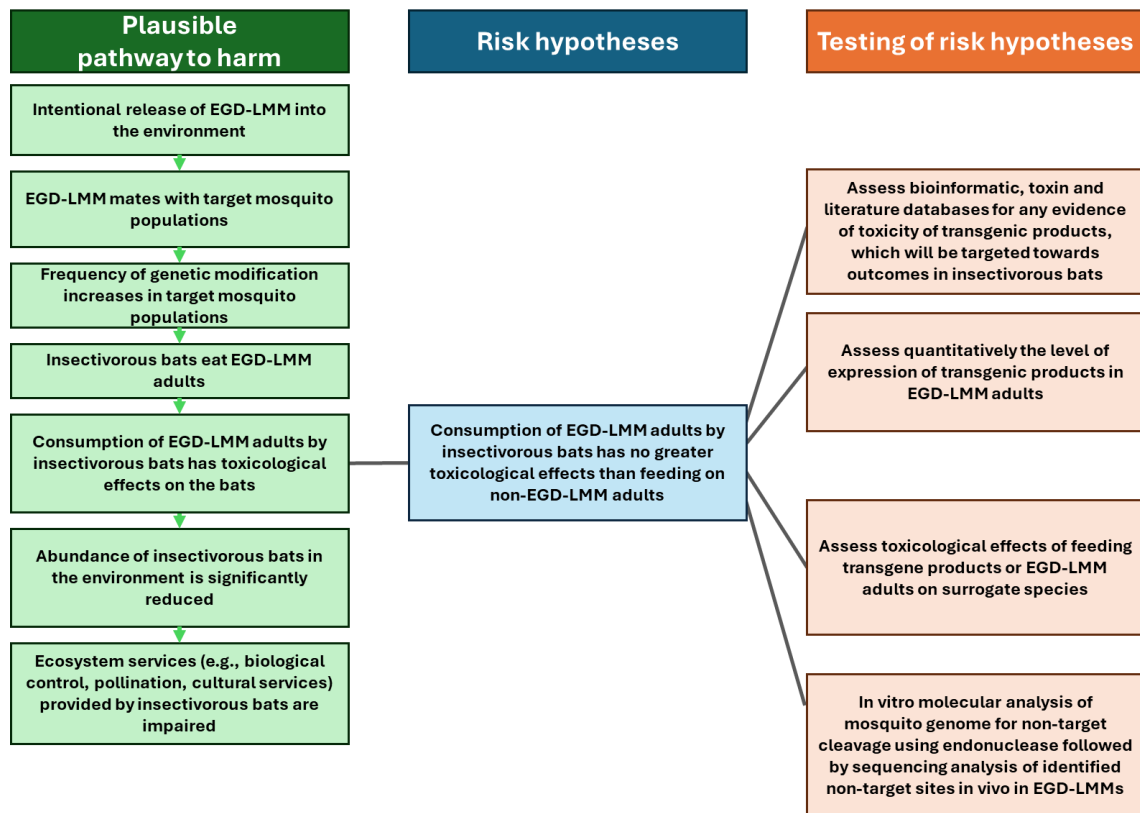 Plausible
pathway to harm
Risk hypotheses
Testing of risk hypotheses
Intentional release of EGD-LMM into
the environment
EGD-LMM mates with target mosquito
populations
Frequency of genetic modification
increases in target mosquito
populations
Insectivorous bats eat EGD-LMM
adults
Consumption of EGD-LMM adults by
insectivorous bats has toxicological
effects on the bats
Abundance of insectivorous bats in
the environment is significantly
reduced
Ecosystem services (e.g., biological
control, pollination, cultural services)
provided by insectivorous bats are
impaired
Consumption of EGD-LMM adults by
insectivorous bats has no greater
toxicological effects than feeding on
non-EGD-LMM adults
Assess bioinformatic, toxin and
literature databases for any evidence
of toxicity of transgenic products,
which will be targeted towards
outcomes in insectivorous bats
Assess quantitatively the level of
expression of transgenic products in
EGD-LMM adults
Assess toxicological effects of feeding
transgene products or EGD-LMM
adults on surrogate species
In vitro molecular analysis of
mosquito genome for non-target
cleavage using endonuclease followed
by sequencing analysis of identified
non-target sites in vivo in EGD-LMMs